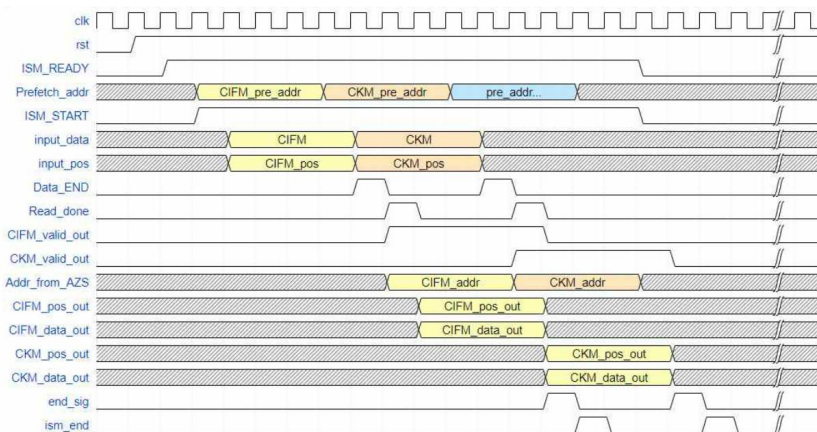 clk
rst
ISM_READY
Prefetch_addr CIFM_pre_addr CKM_pre_addr pre_addr...
ISM_START
input_data CIFM CKM
input_pos CIFM_pos CKM_pos
Data_END
Read_done
CIFM_valid_out
CKM_valid_out
Addr_from_AZS CIFM_addr CKM_addr
CIFM_pos_out CIFM_pos_out
CIFM_data_out CIFM_data_out
CKM_pos_out CKM_pos_out
CKM_data_out CKM_data_out
end_sig
ism_end